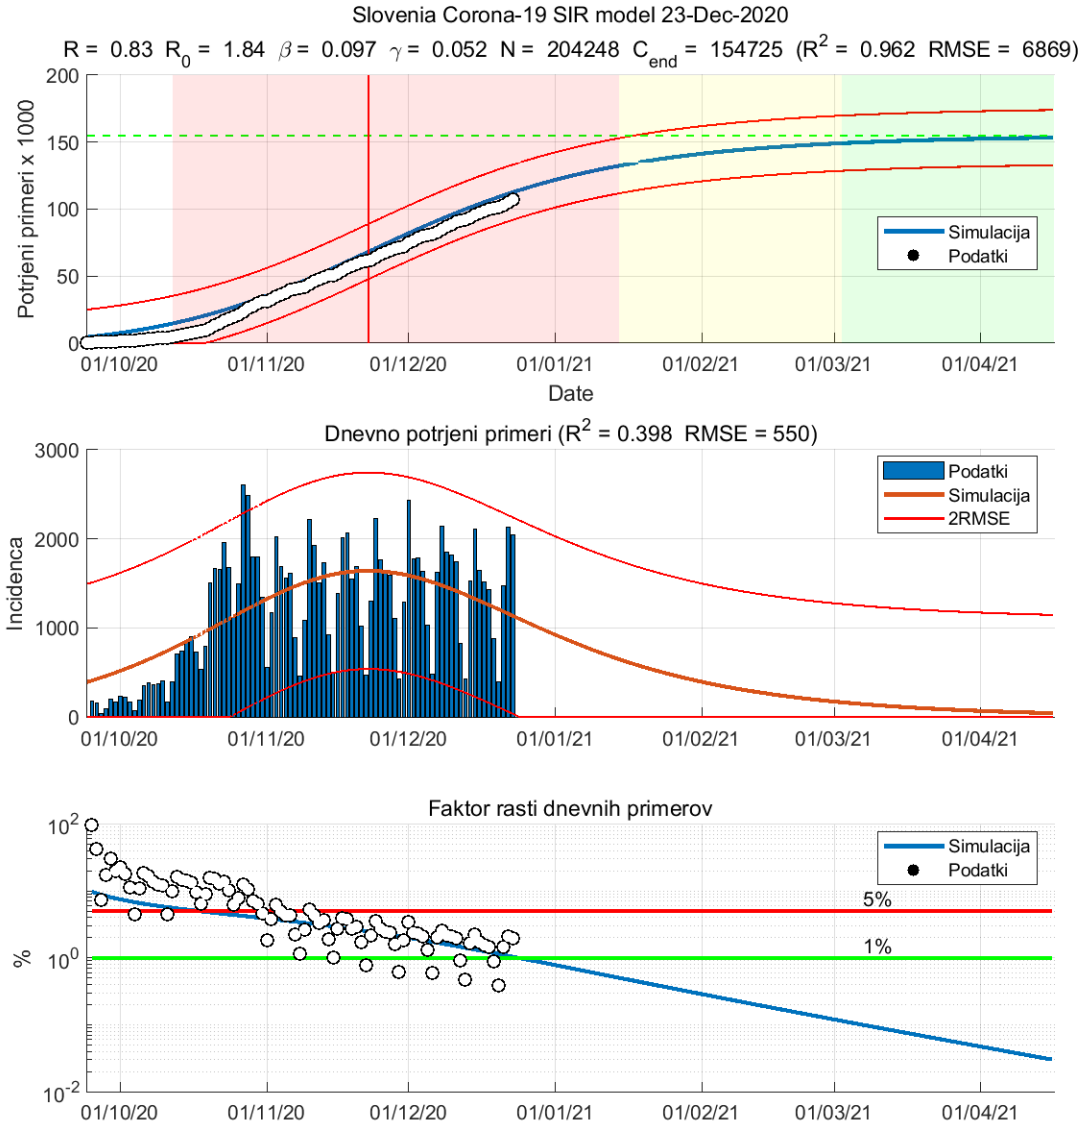 Slovenia Corona-19 SIR model 23-Dec-2020
R = 0.83 R0 = 1.84 β = 0.097 γ = 0.052 N = 204248 Cend = 154725 (R2 = 0.962 RMSE = 6869)
Potrjeni primeri x 1000
200
150
100
50
0
Simulacija
Podatki
01/10/20 01/11/20 01/12/20 01/01/21 01/02/21 01/03/21 01/04/21
Date
Dnevno potrjeni primeri (R2 = 0.398 RMSE = 550)
Incidenca
3000
2000
1000
0
Podatki
Simulacija
2RMSE
01/10/20 01/11/20 01/12/20 01/01/21 01/02/21 01/03/21 01/04/21
Faktor rasti dnevnih primerov
%
10^2
10^0
10^-2
Simulacija
Podatki
5%
1%
01/10/20 01/11/20 01/12/20 01/01/21 01/02/21 01/03/21 01/04/21